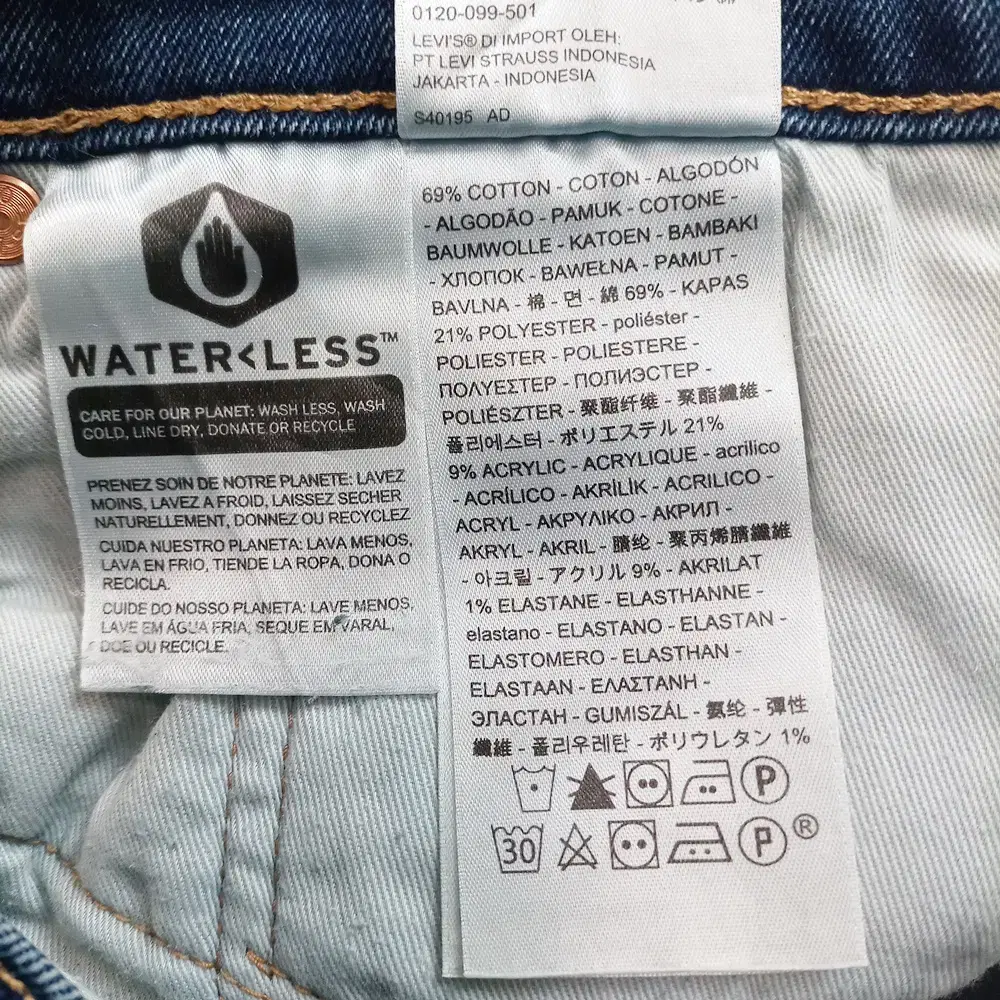 0120-099-501
LEVI'S® DI IMPORT OLEH:
PT LEVI STRAUSS INDONESIA
JAKARTA - INDONESIA
S40195 AD
WATER<LESS™
CARE FOR OUR PLANET: WASH LESS, WASH
COLD, LINE DRY, DONATE OR RECYCLE
PRENEZ SOIN DE NOTRE PLANETE: LAVEZ
MOINS, LAVEZ A FROID, LAISSEZ SECHER
NATURELLEMENT, DONNEZ OU RECYCLEZ
CUIDA NUESTRO PLANETA: LAVA MENOS,
LAVA EN FRIO, TIENDE LA ROPA, DONA O
RECICLA.
CUIDE DO NOSSO PLANETA: LAVE MENOS,
LAVE EM ÁGUA FRIA, SEQUE EM VARAL,
DOE OU RECICLE.
69% COTTON - COTON - ALGODÓN
- ALGODÃO - PAMUK - COTONE -
BAUMWOLLE - KATOEN - BAMBAKI
- ХЛОПОК - BAWEŁNA - PAMUT -
BAVLNA - 棉 - 면 - 綿 69% - KAPAS
21% POLYESTER - poliéster -
POLIESTER - POLIESTERE -
ΠΟΛΥΕΣΤΕΡ - ПОЛИЭСТЕР -
POLIÉSZTER - 聚酯纤维 - 聚酯纖維 -
폴리에스터 - ポリエステル 21%
9% ACRYLIC - ACRYLIQUE - acrilico
- ACRÍLICO - AKRİLİK - ACRILICO -
ACRYL - ΑΚΡΥΛΙΚΟ - АКРИЛ -
AKRYL - AKRIL - 腈纶 - 聚丙烯腈纖維
- 아크릴 - アクリル 9% - AKRILAT
1% ELASTANE - ELASTHANNE -
elastano - ELASTANO - ELASTAN -
ELASTOMERO - ELASTHAN -
ELASTAAN - ΕΛΑΣΤΑΝΗ -
ЭЛАСТАН - GUMISZÁL - 氨纶 - 彈性
纖維 - 폴리우레탄 - ポリウレタン 1%
P
30 P ®